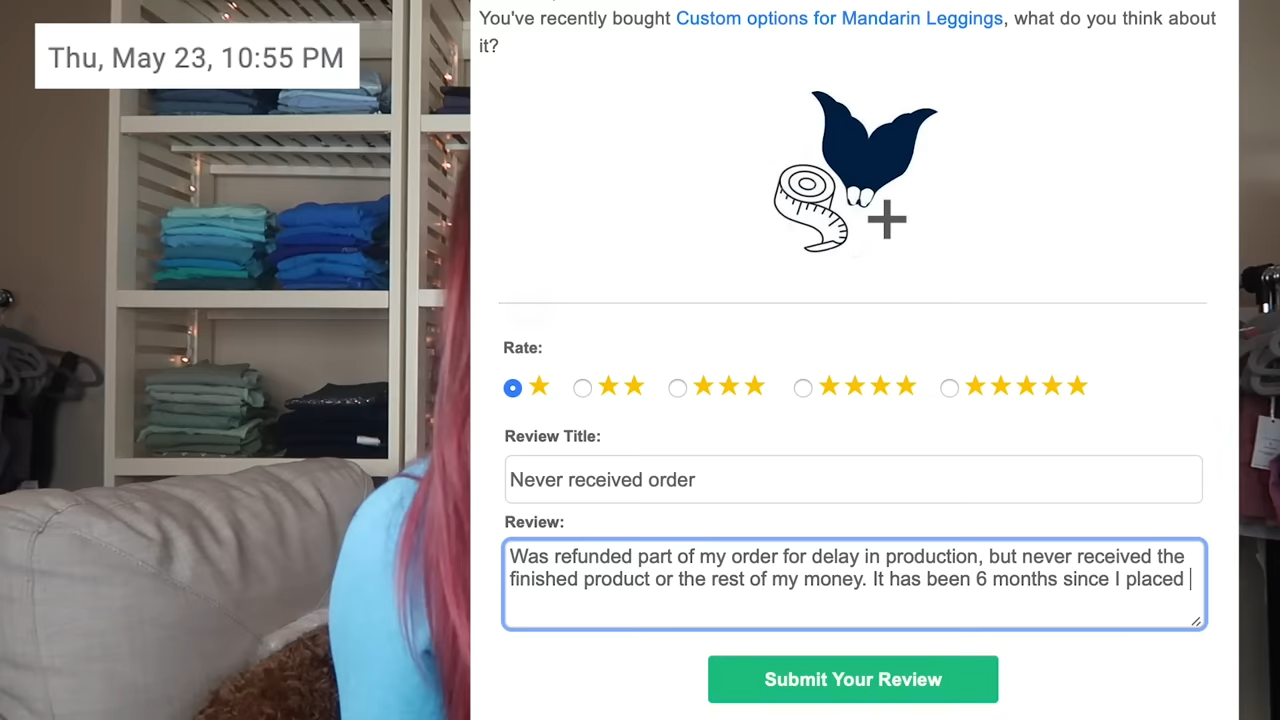 Thu, May 23, 10:55 PM
You've recently bought Custom options for Mandarin Leggings, what do you think about
it?
Rate:
Review Title:
Never received order
Review:
Was refunded part of my order for delay in production, but never received the
finished product or the rest of my money. It has been 6 months since I placed
Submit Your Review